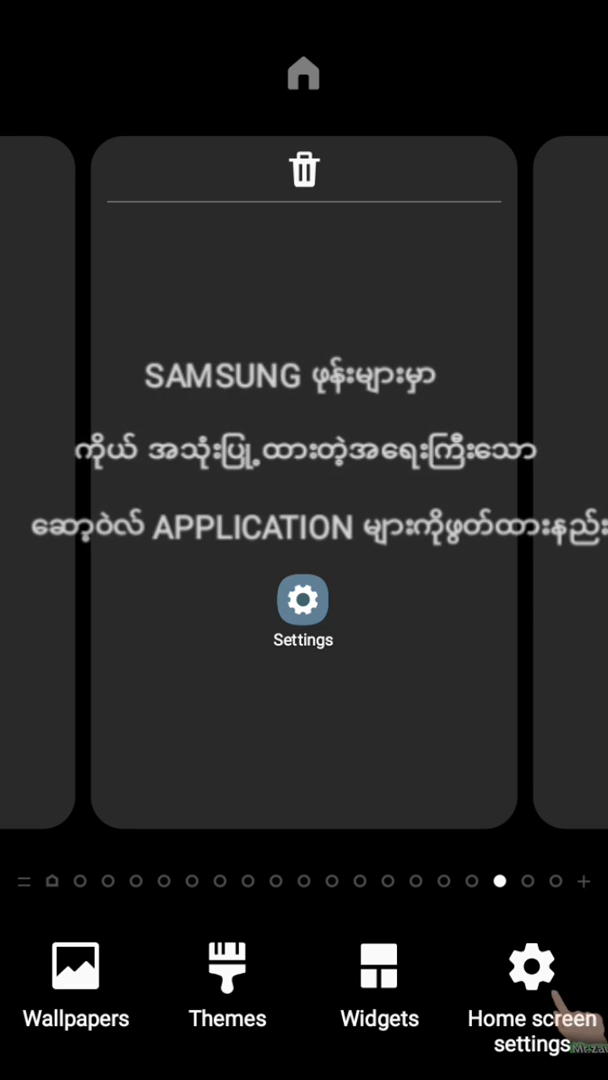 SAMSUNG ဖုန်းများမှာ
ကိုယ် အသုံးပြု့ထားတဲ့အရေးကြီးသော
ဆော့ဝဲလ် APPLICATION များကိုဖွတ်ထားနည်း
Settings
Wallpapers
Themes
Widgets
Home screen settings